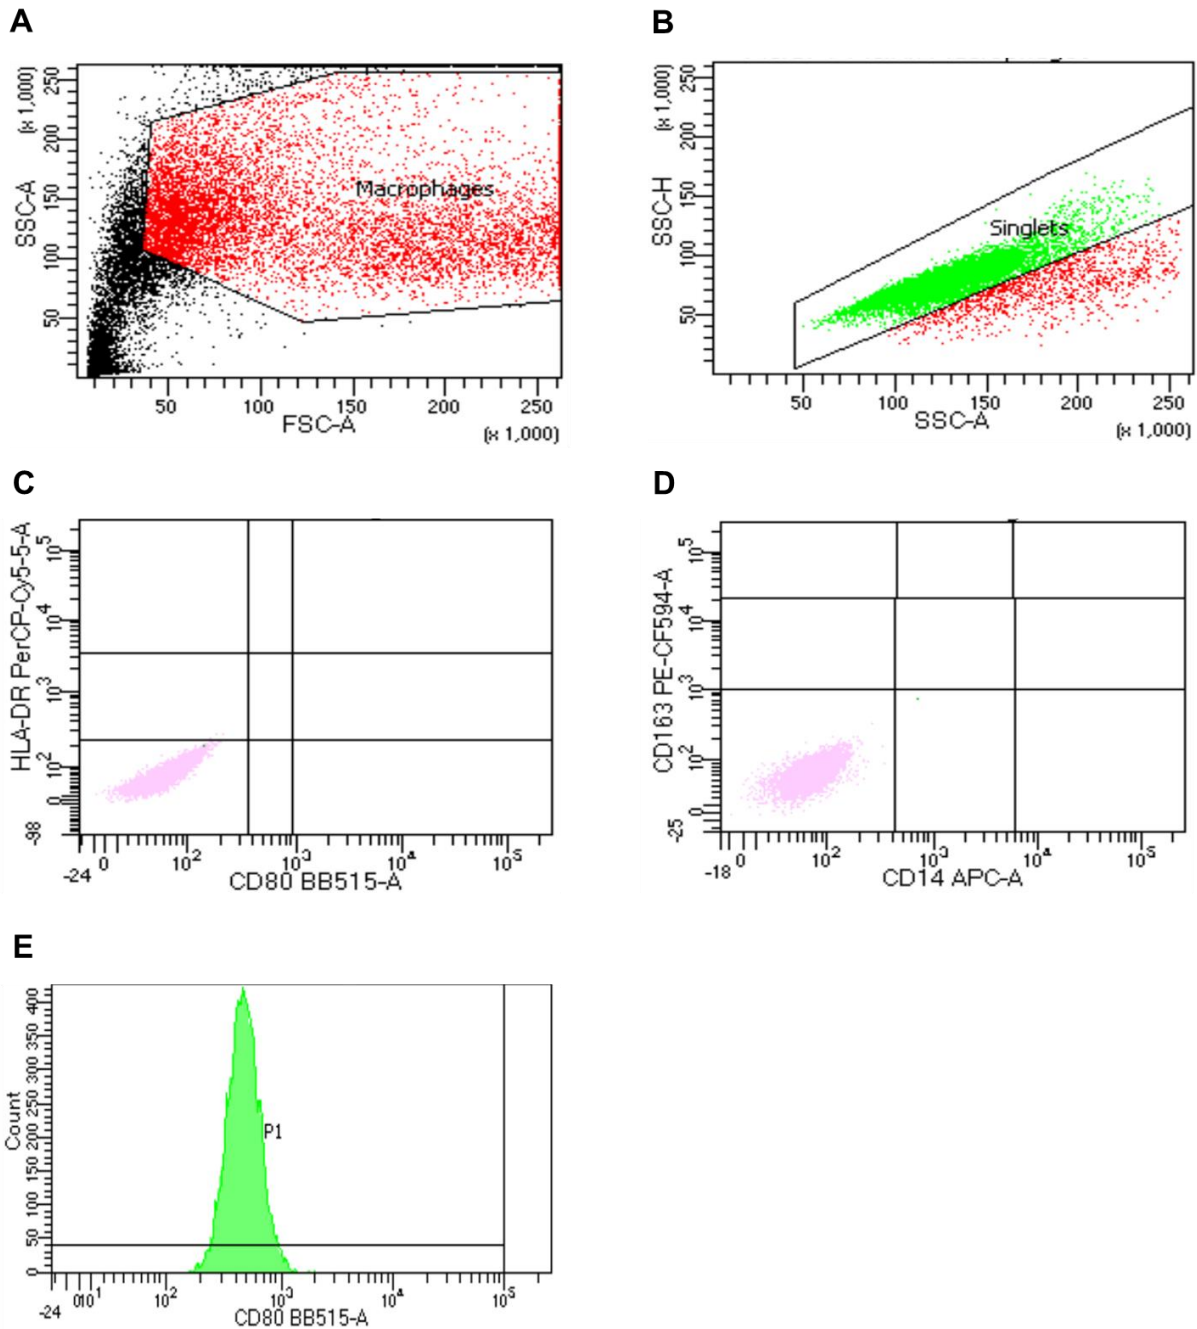 A
(x 1,000)
250
200
150
100
50
SSC-A
Macrophages
50 100 150 200 250
FSC-A
(x 1,000)
B
(x 1,000)
250
200
150
100
50
SSC-H
Singlets
50 100 150 200 250
SSC-A
(x 1,000)
C
HLA-DR PerCP-Cy5-5-A
10^5
10^4
10^3
10^2
0
-98
-24 0 10^2 10^3 10^4 10^5
CD80 BB515-A
D
CD163 PE-CF594-A
10^5
10^4
10^3
10^2
0
-25
-18 0 10^2 10^3 10^4 10^5
CD14 APC-A
E
Count
400
350
300
250
200
150
100
50
0
P1
-24 0 10^1 10^2 10^3 10^4 10^5
CD80 BB515-A